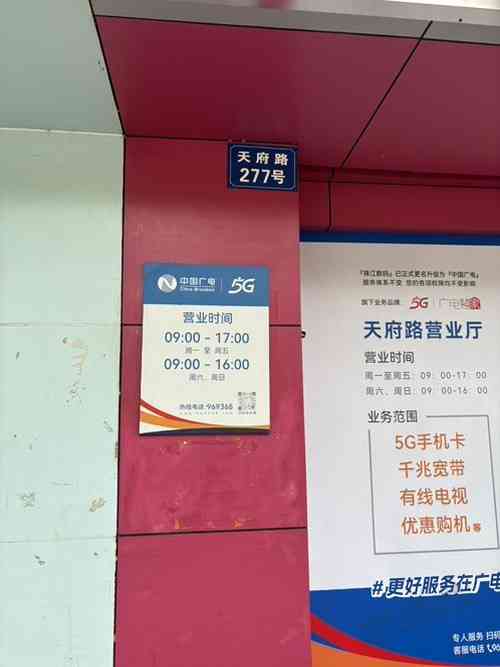 天府路
277号
中国广电
China Broadnet
5G
营业时间
09:00-17:00
周一 至 周五
09:00-16:00
周六、周日
热线电话:969368
『珠江数码』已正式更名升级为『中国广电』
服务体系不变 您的各项权限均不受影响
旗下业务品牌 5G 广电慧家
天府路营业厅
营业时间
周一至周五:09:00-17:00
周六、周日:09:00-16:00
业务范围
5G手机卡
千兆宽带
有线电视
优惠购机等
#更好服务在广电
专人服务 扫码
客服电话